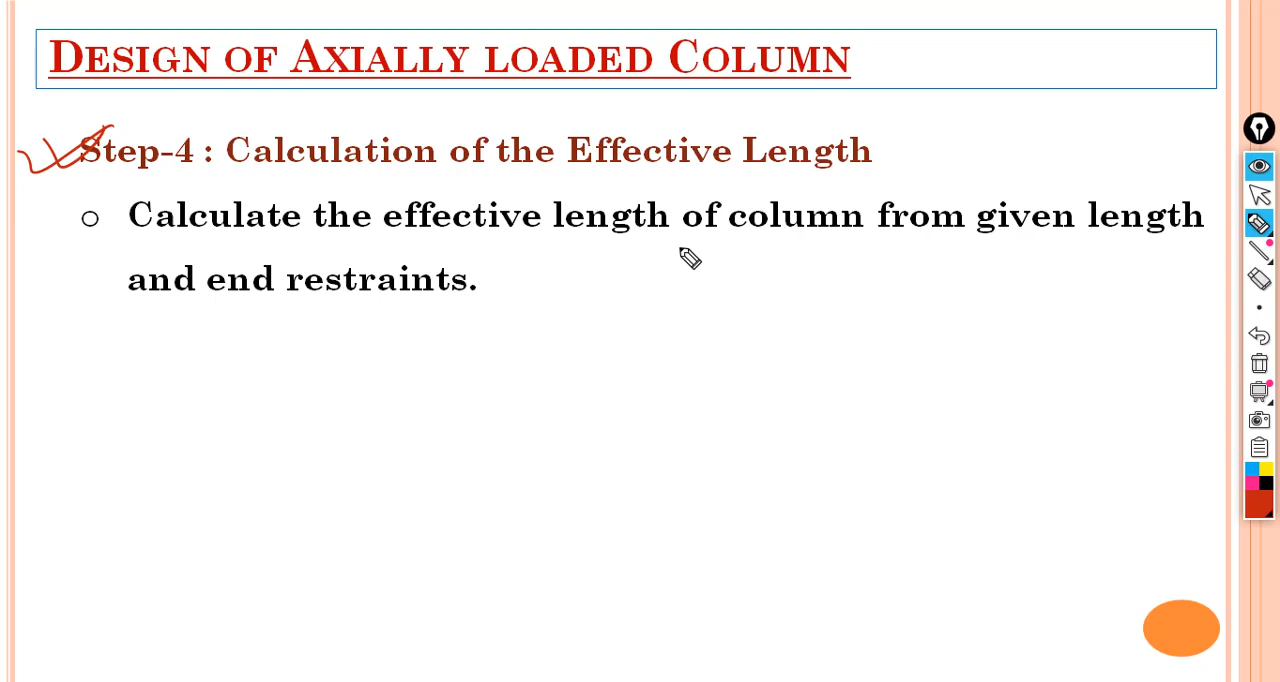 DESIGN OF AXIALLY LOADED COLUMN
Step-4 : Calculation of the Effective Length
o Calculate the effective length of column from given length
and end restraints.